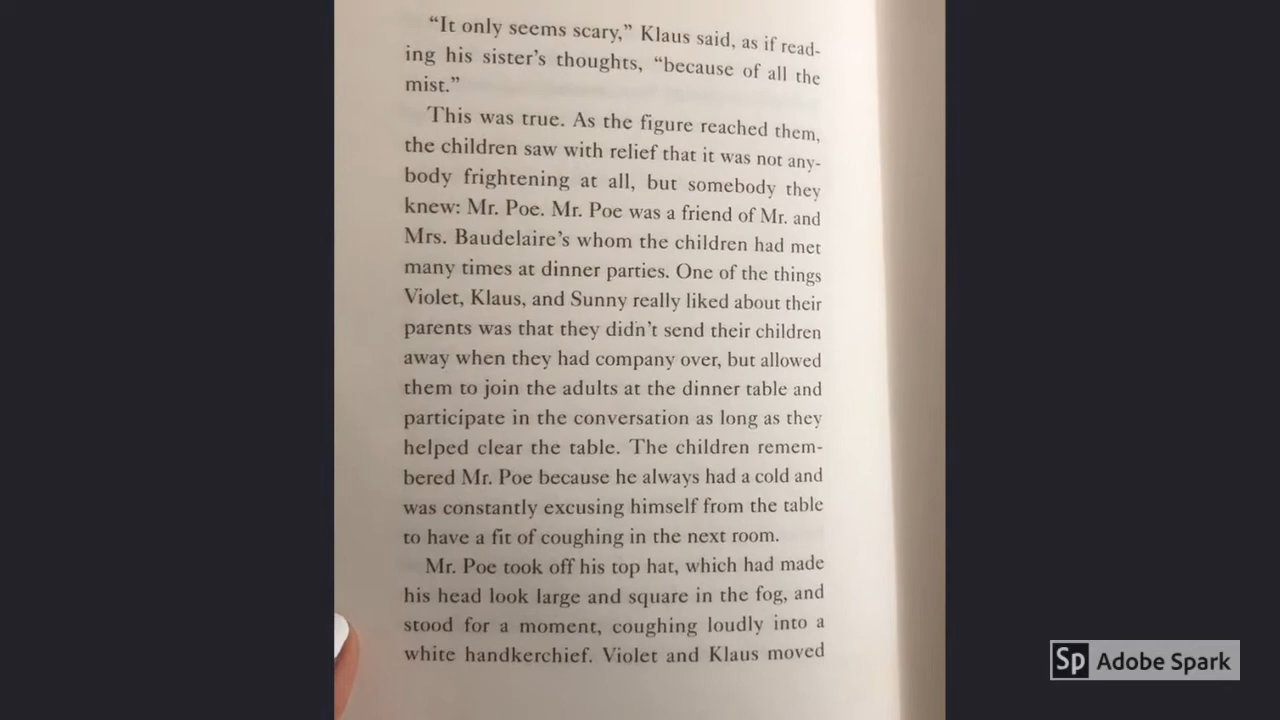 “It only seems scary,” Klaus said, as if read-
ing his sister’s thoughts, “because of all the
mist.”
This was true. As the figure reached them,
the children saw with relief that it was not any-
body frightening at all, but somebody they
knew: Mr. Poe. Mr. Poe was a friend of Mr. and
Mrs. Baudelaire’s whom the children had met
many times at dinner parties. One of the things
Violet, Klaus, and Sunny really liked about their
parents was that they didn’t send their children
away when they had company over, but allowed
them to join the adults at the dinner table and
participate in the conversation as long as they
helped clear the table. The children remem-
bered Mr. Poe because he always had a cold and
was constantly excusing himself from the table
to have a fit of coughing in the next room.
Mr. Poe took off his top hat, which had made
his head look large and square in the fog, and
stood for a moment, coughing loudly into a
white handkerchief. Violet and Klaus moved
Sp Adobe Spark